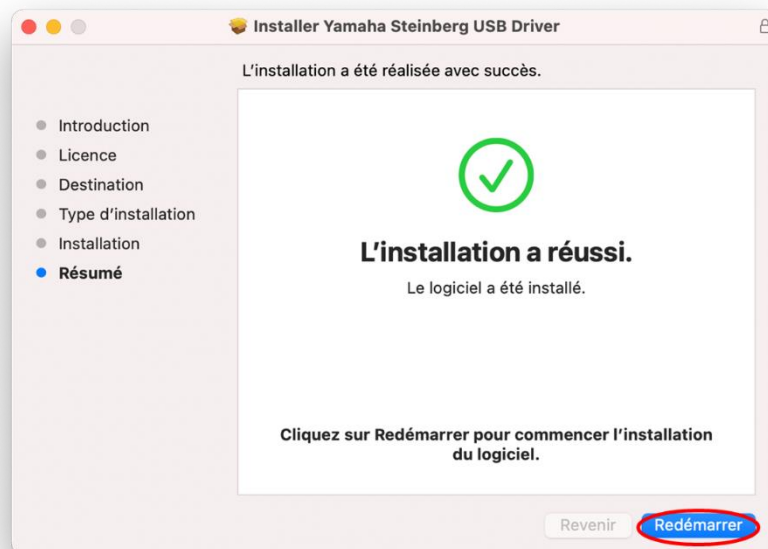 Installer Yamaha Steinberg USB Driver
L'installation a été réalisée avec succès.
Introduction
Licence
Destination
Type d'installation
Installation
Résumé
L'installation a réussi.
Le logiciel a été installé.
Cliquez sur Redémarrer pour commencer l'installation
du logiciel.
Revenir
Redémarrer